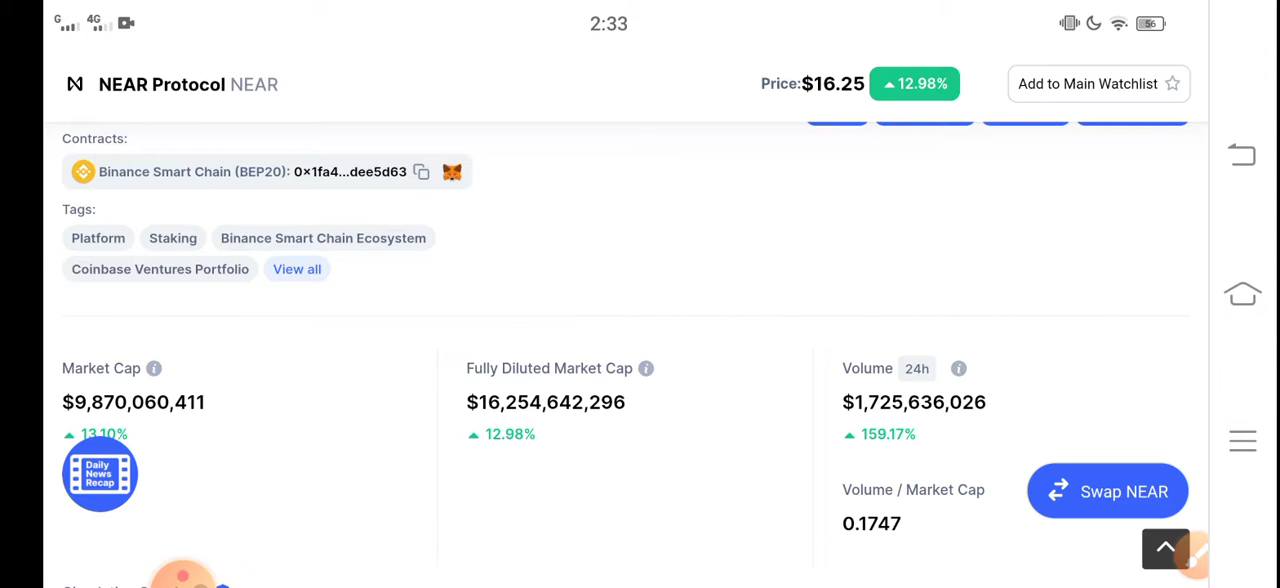 G 4G 2:33 56
NEAR Protocol NEAR Price:$16.25 12.98% Add to Main Watchlist
Contracts:
Binance Smart Chain (BEP20): 0x1fa4...dee5d63
Tags:
Platform Staking Binance Smart Chain Ecosystem
Coinbase Ventures Portfolio View all
Market Cap Fully Diluted Market Cap Volume 24h
$9,870,060,411 $16,254,642,296 $1,725,636,026
13.10% 12.98% 159.17%
Daily
News
Recap
Volume / Market Cap
Swap NEAR
0.1747